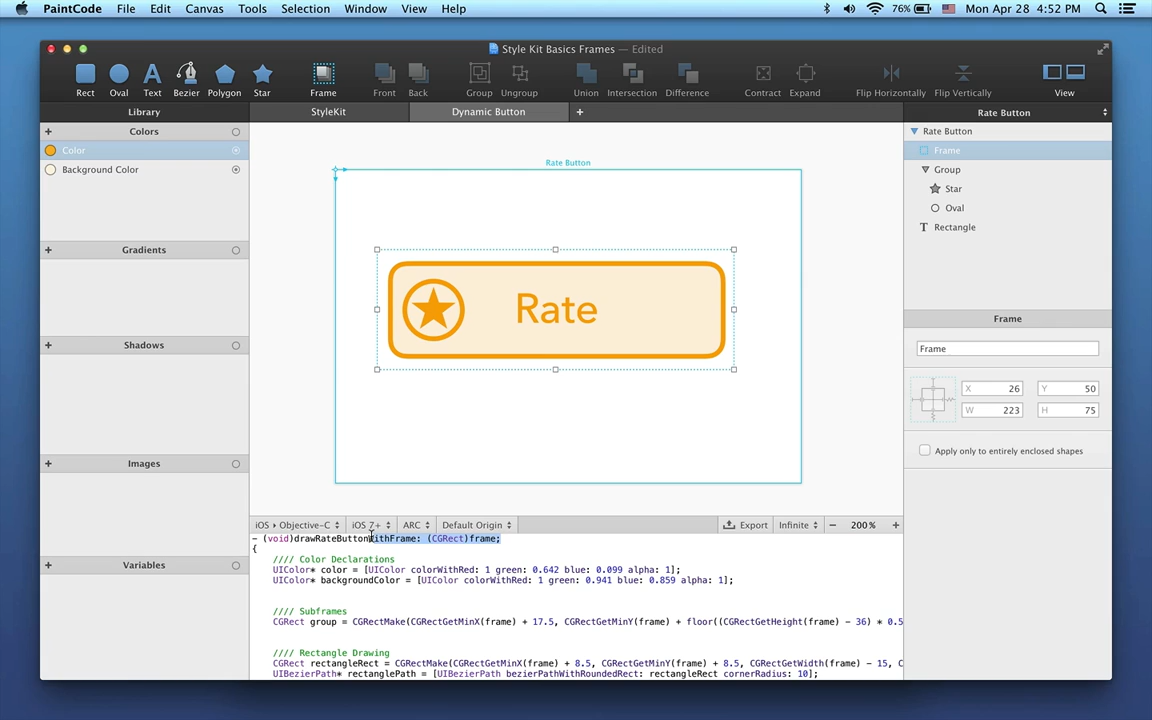 PaintCode File Edit Canvas Tools Selection Window View Help 76% Mon Apr 28 4:52 PM
Style Kit Basics Frames — Edited
Rect Oval Text Bezier Polygon Star Frame Front Back Group Ungroup Union Intersection Difference Contract Expand Flip Horizontally Flip Vertically View
Library StyleKit Dynamic Button + Rate Button
+ Colors
Color
Background Color
+ Gradients
+ Shadows
+ Images
+ Variables
Rate Button
Rate
Rate Button
Frame
Group
Star
Oval
T Rectangle
Frame
Frame
X 26 Y 50
W 223 H 75
Apply only to entirely enclosed shapes
iOS ▸ Objective-C iOS 7+ ARC Default Origin Export Infinite − 200% +
- (void)drawRateButtonWithFrame: (CGRect)frame;
{
//// Color Declarations
UIColor* color = [UIColor colorWithRed: 1 green: 0.642 blue: 0.099 alpha: 1];
UIColor* backgroundColor = [UIColor colorWithRed: 1 green: 0.941 blue: 0.859 alpha: 1];
//// Subframes
CGRect group = CGRectMake(CGRectGetMinX(frame) + 17.5, CGRectGetMinY(frame) + floor((CGRectGetHeight(frame) - 36) * 0.5
//// Rectangle Drawing
CGRect rectangleRect = CGRectMake(CGRectGetMinX(frame) + 8.5, CGRectGetMinY(frame) + 8.5, CGRectGetWidth(frame) - 15, C
UIBezierPath* rectanglePath = [UIBezierPath bezierPathWithRoundedRect: rectangleRect cornerRadius: 10];